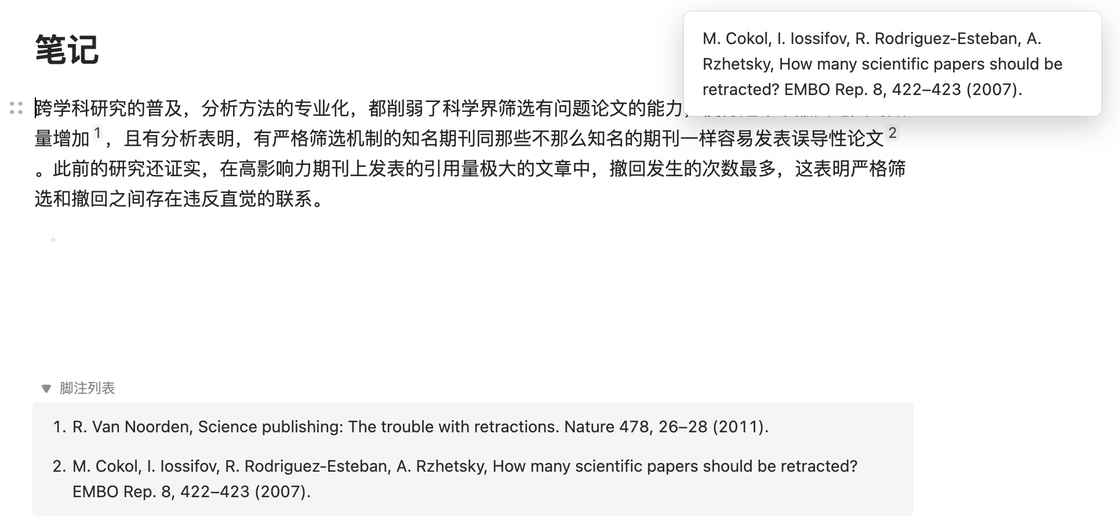 笔记
M. Cokol, I. Iossifov, R. Rodriguez-Esteban, A.
Rzhetsky, How many scientific papers should be
retracted? EMBO Rep. 8, 422–423 (2007).
跨学科研究的普及，分析方法的专业化，都削弱了科学界筛选有问题论文的能力，
量增加 1 ，且有分析表明，有严格筛选机制的知名期刊同那些不那么知名的期刊一样容易发表误导性论文 2
。此前的研究还证实，在高影响力期刊上发表的引用量极大的文章中，撤回发生的次数最多，这表明严格筛
选和撤回之间存在违反直觉的联系。
脚注列表
1. R. Van Noorden, Science publishing: The trouble with retractions. Nature 478, 26–28 (2011).
2. M. Cokol, I. Iossifov, R. Rodriguez-Esteban, A. Rzhetsky, How many scientific papers should be retracted?
EMBO Rep. 8, 422–423 (2007).